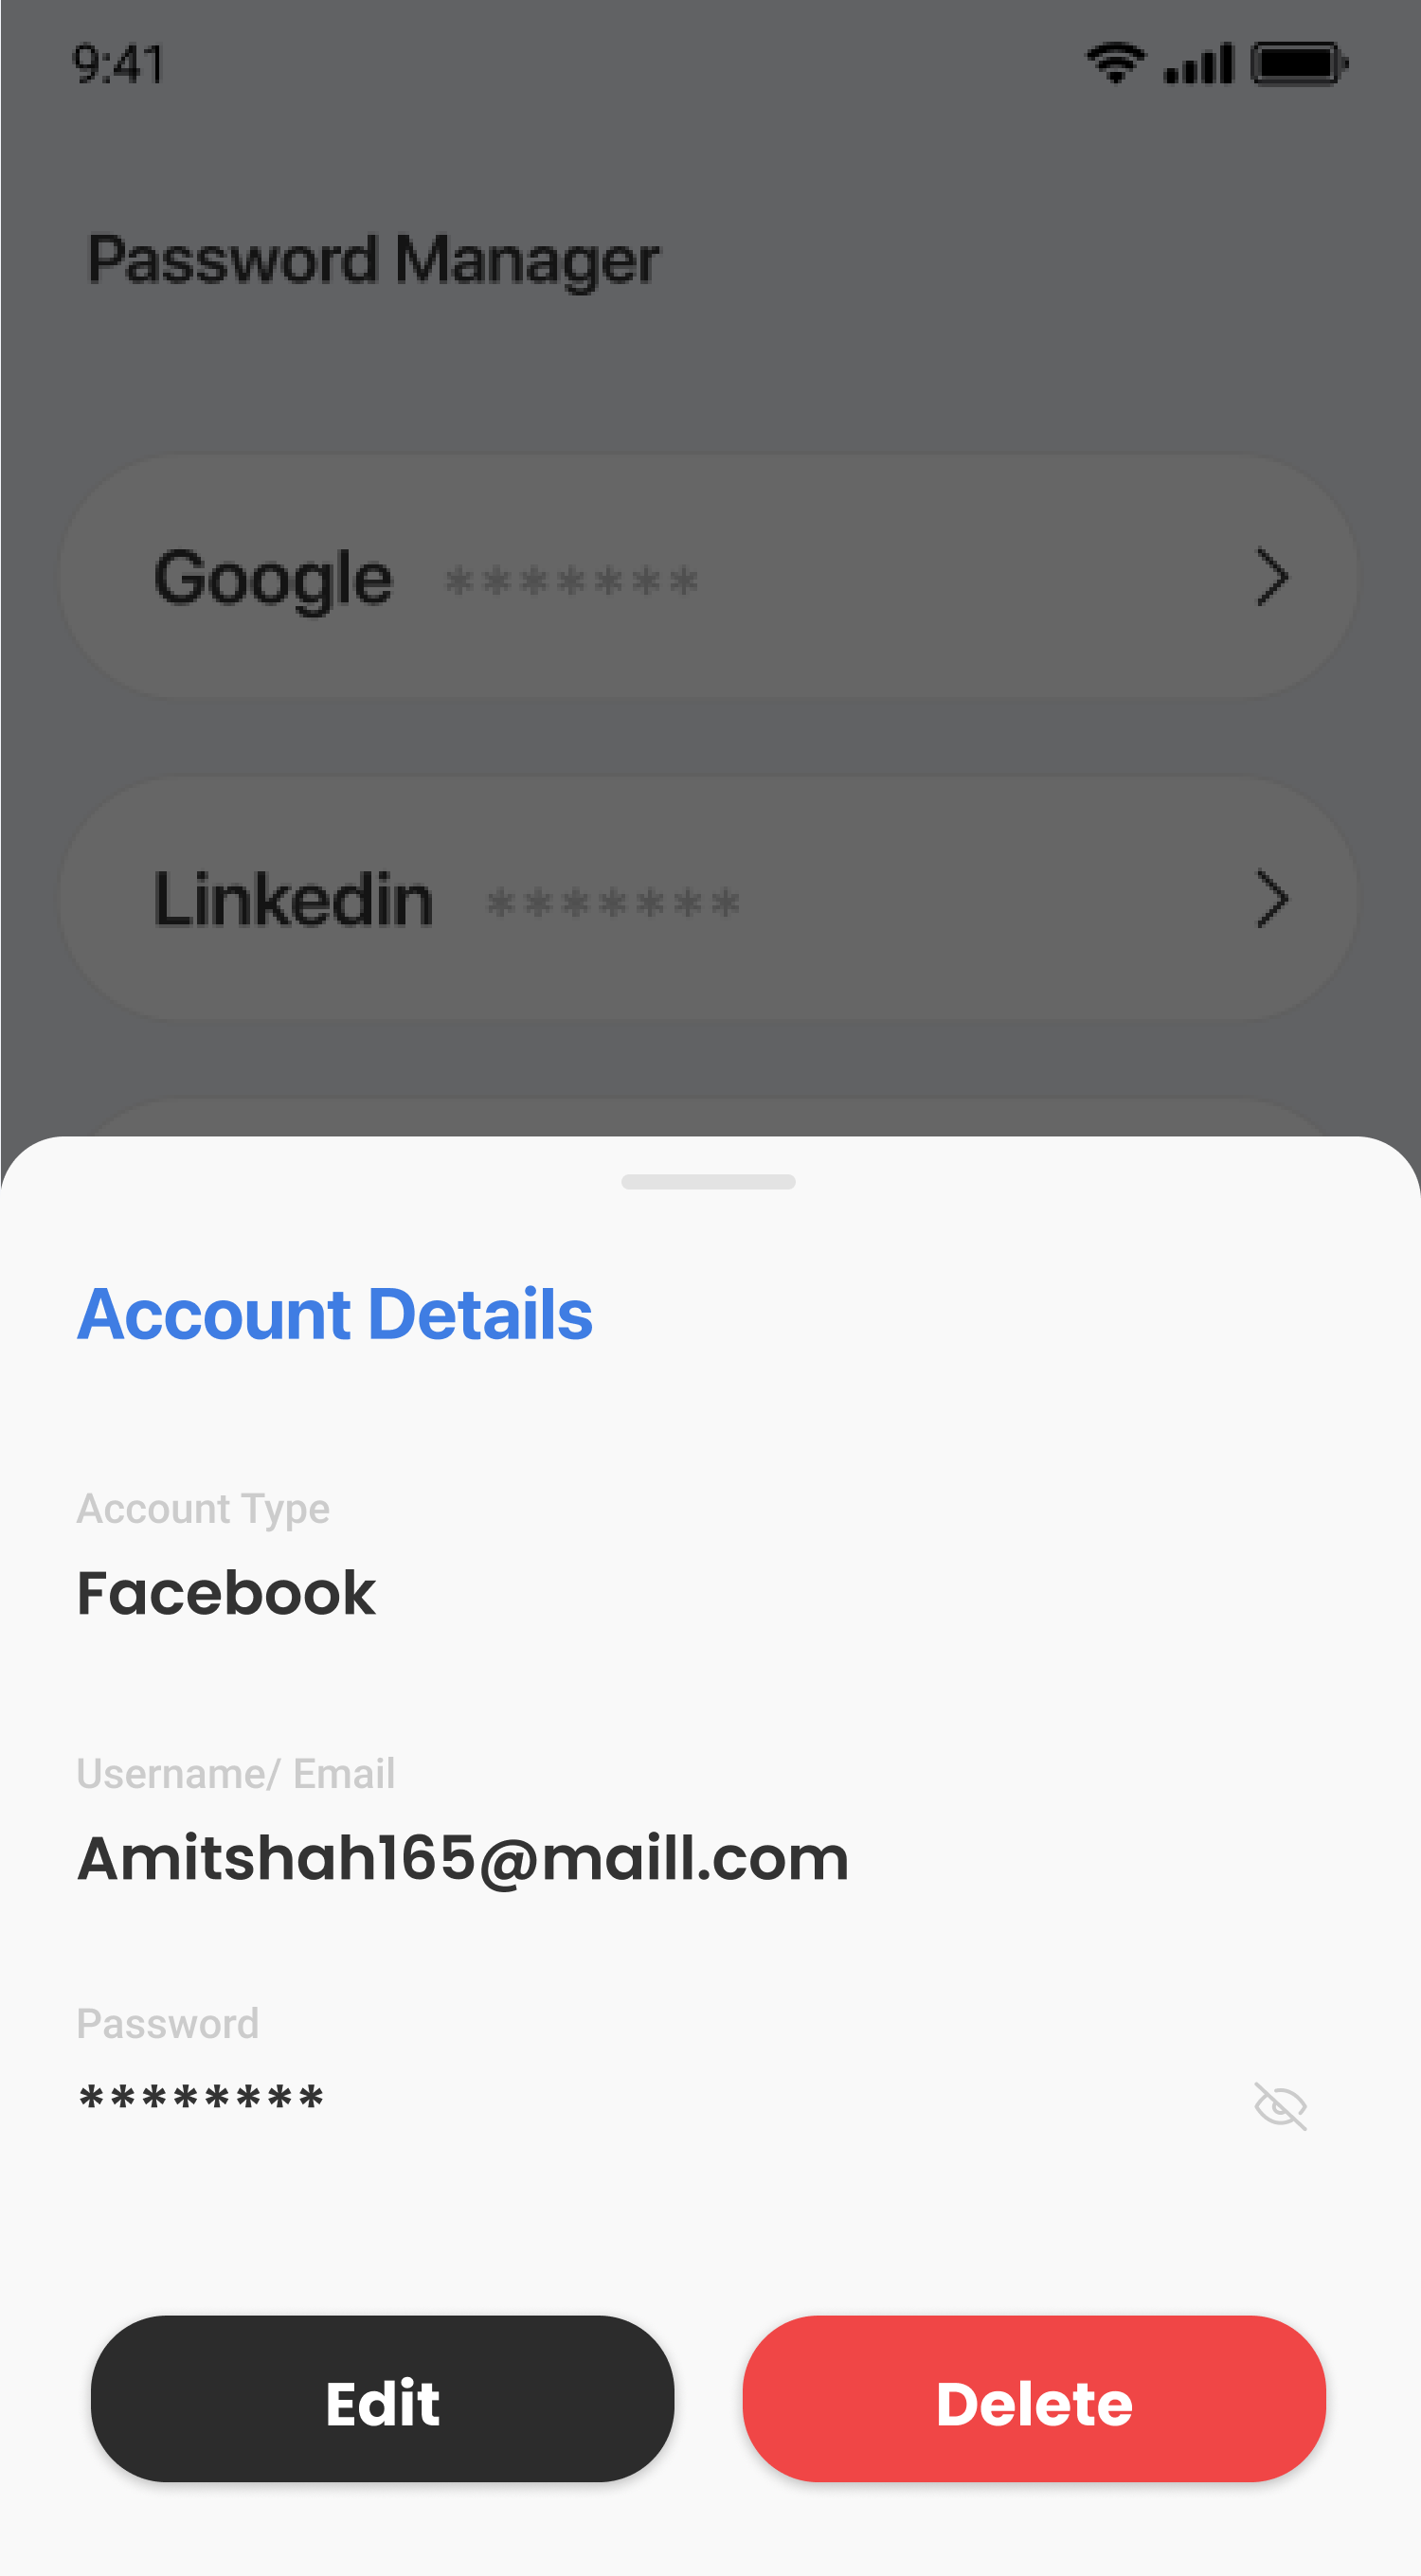 9:41
Password Manager
Google *******
Linkedin *******
Account Details
Account Type
Facebook
Username/ Email
Amitshah165@maill.com
Password
********
Edit Delete